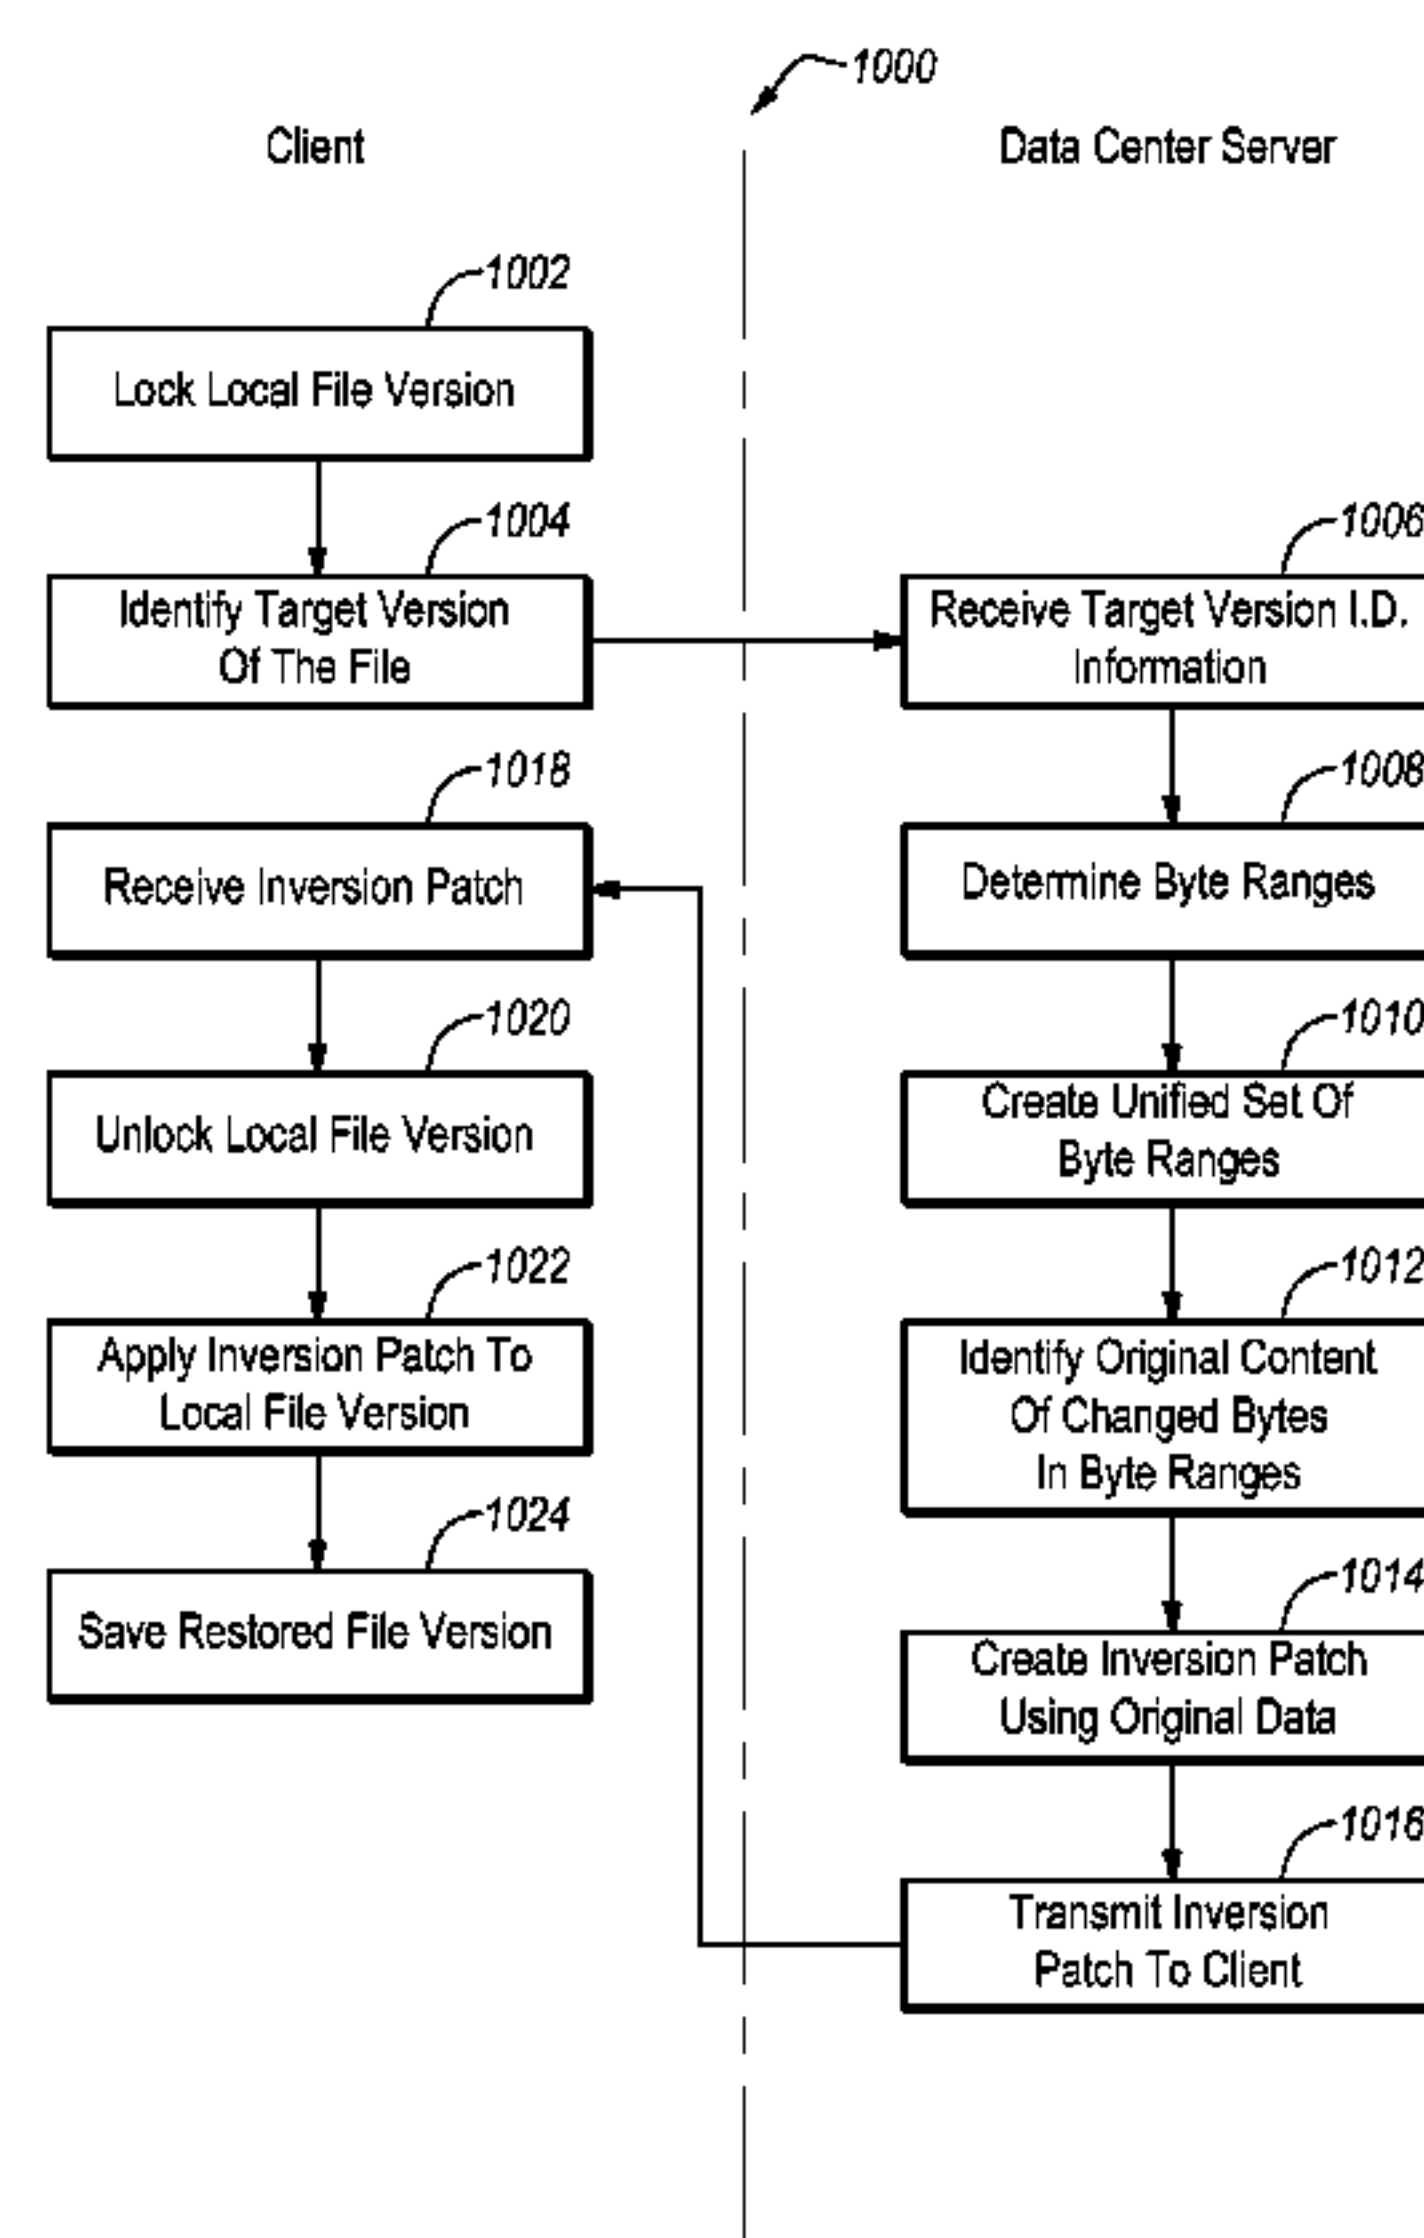 1000
Client
Data Center Server
1002
Lock Local File Version
1004
Identify Target Version
Of The File
1006
Receive Target Version I.D.
Information
1018
Receive Inversion Patch
1008
Determine Byte Ranges
1020
Unlock Local File Version
1010
Create Unified Set Of
Byte Ranges
1022
Apply Inversion Patch To
Local File Version
1012
Identify Original Content
Of Changed Bytes
In Byte Ranges
1024
Save Restored File Version
1014
Create Inversion Patch
Using Original Data
1016
Transmit Inversion
Patch To Client